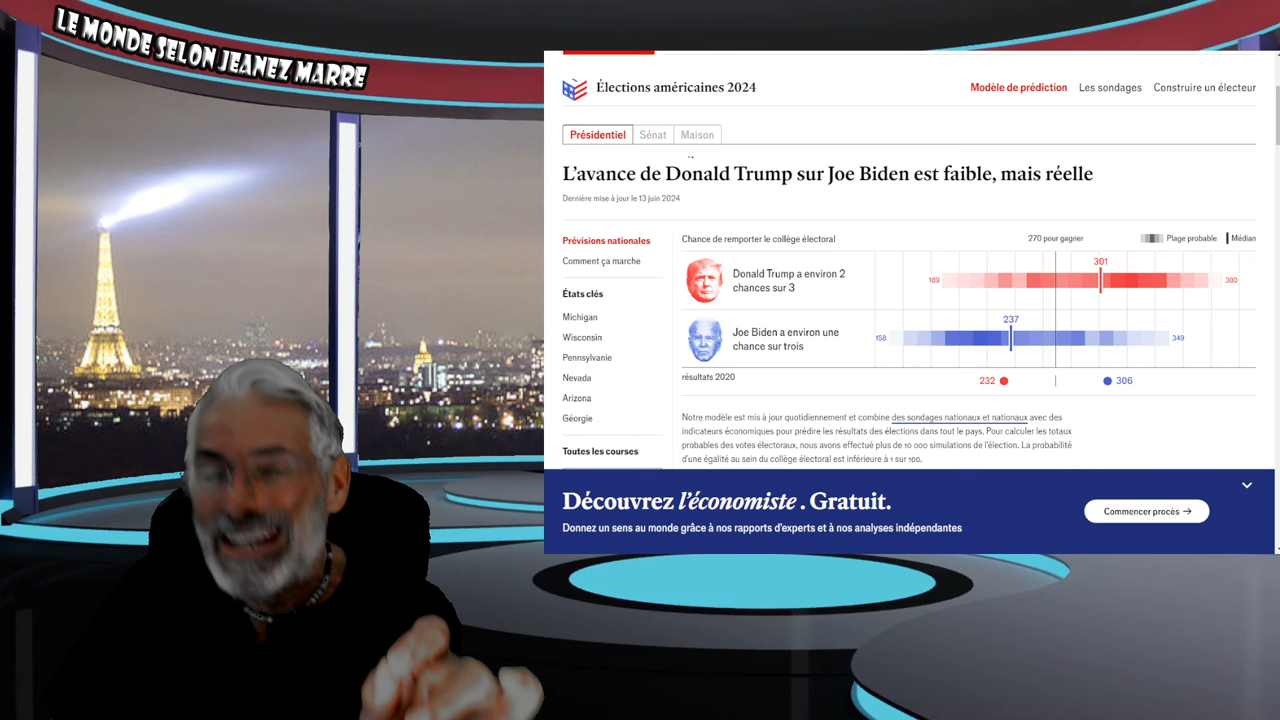 LE MONDE SELON JEANEZ MARRE
Élections américaines 2024
Modèle de prédiction Les sondages Construire un électeur
Présidentiel Sénat Maison
L'avance de Donald Trump sur Joe Biden est faible, mais réelle
Dernière mise à jour le 13 juin 2024
Prévisions nationales
Comment ça marche
États clés
Michigan
Wisconsin
Pennsylvanie
Nevada
Arizona
Géorgie
Toutes les courses
Chance de remporter le collège électoral
270 pour gagner
Plage probable Médian
Donald Trump a environ 2
chances sur 3
189 301 380
Joe Biden a environ une
chance sur trois
158 237 349
résultats 2020
232 306
Notre modèle est mis à jour quotidiennement et combine des sondages nationaux et nationaux avec des
indicateurs économiques pour prédire les résultats des élections dans tout le pays. Pour calculer les totaux
probables des votes électoraux, nous avons effectué plus de 10 000 simulations de l'élection. La probabilité
d'une égalité au sein du collège électoral est inférieure à 1 sur 100.
Découvrez l'économiste . Gratuit.
Donnez un sens au monde grâce à nos rapports d'experts et à nos analyses indépendantes
Commencer procès →